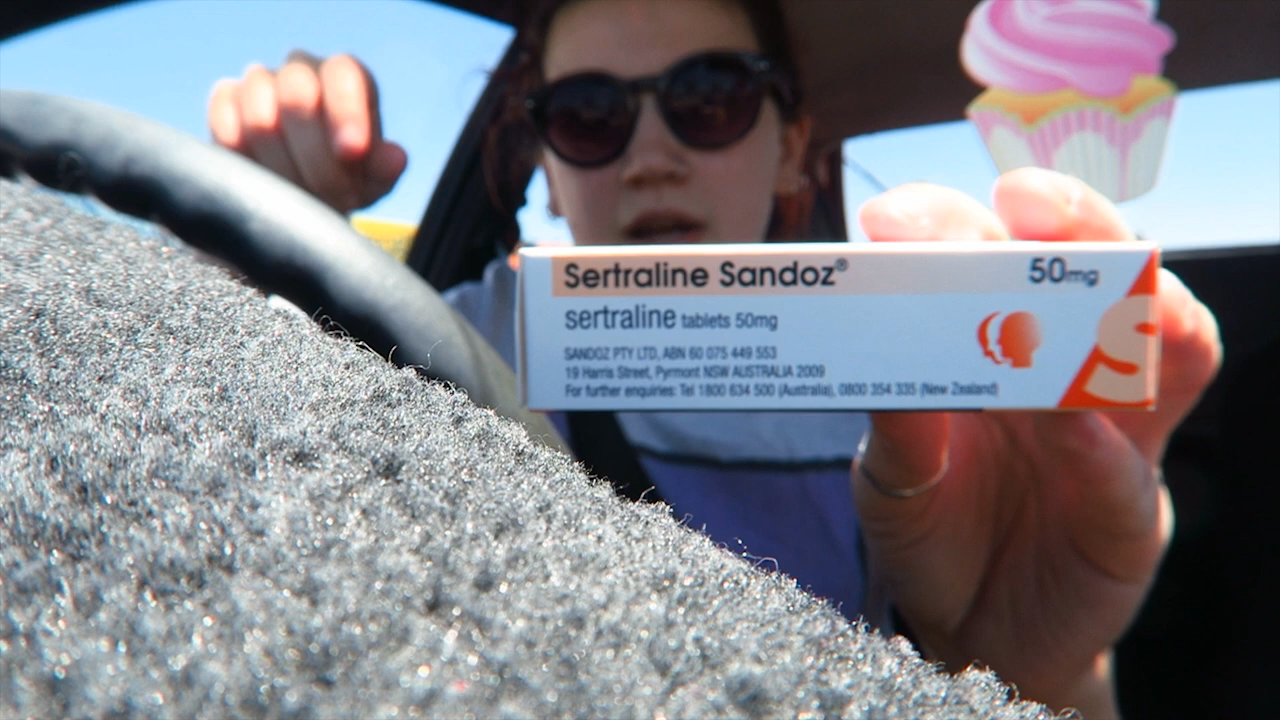 Sertraline Sandoz® 50mg
sertraline tablets 50mg
SANDOZ PTY LTD, ABN 60 075 449 553
19 Harris Street, Pyrmont NSW AUSTRALIA 2009
For further enquiries: Tel 1800 634 500 (Australia), 0800 354 335 (New Zealand)